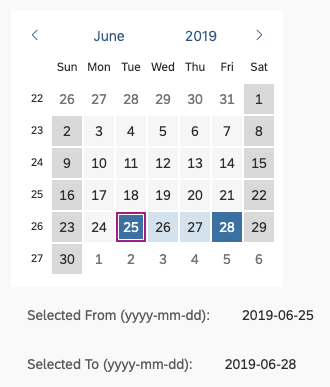 June 2019
Sun Mon Tue Wed Thu Fri Sat
22 26 27 28 29 30 31 1
23 2 3 4 5 6 7 8
24 9 10 11 12 13 14 15
25 16 17 18 19 20 21 22
26 23 24 25 26 27 28 29
27 30 1 2 3 4 5 6
Selected From (yyyy-mm-dd): 2019-06-25
Selected To (yyyy-mm-dd): 2019-06-28